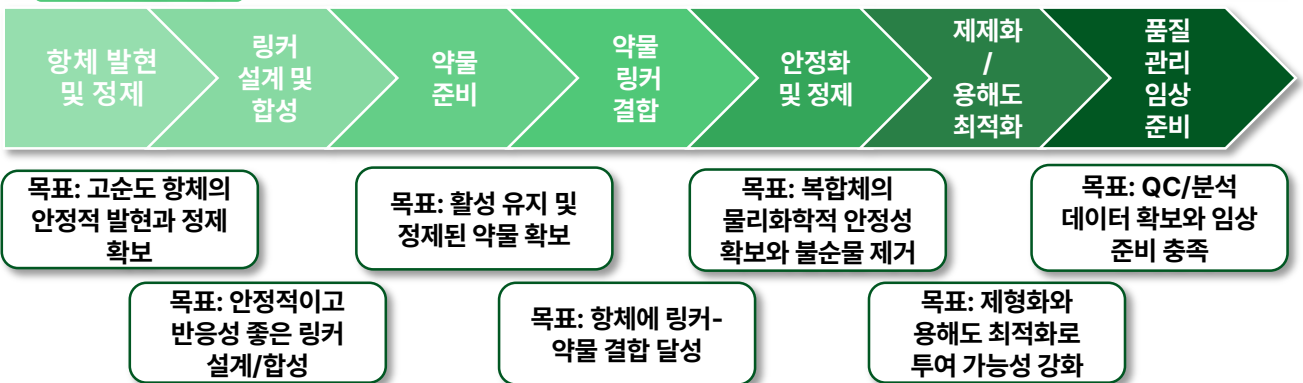 항체 발현
및 정제
링커
설계 및
합성
약물
준비
약물
링커
결합
안정화
및 정제
제제화
/
용해도
최적화
품질
관리
임상
준비
목표: 고순도 항체의
안정적 발현과 정제
확보
목표: 활성 유지 및
정제된 약물 확보
목표: 복합체의
물리화학적 안정성
확보와 불순물 제거
목표: QC/분석
데이터 확보와 임상
준비 충족
목표: 안정적이고
반응성 좋은 링커
설계/합성
목표: 항체에 링커-
약물 결합 달성
목표: 제형화와
용해도 최적화로
투여 가능성 강화